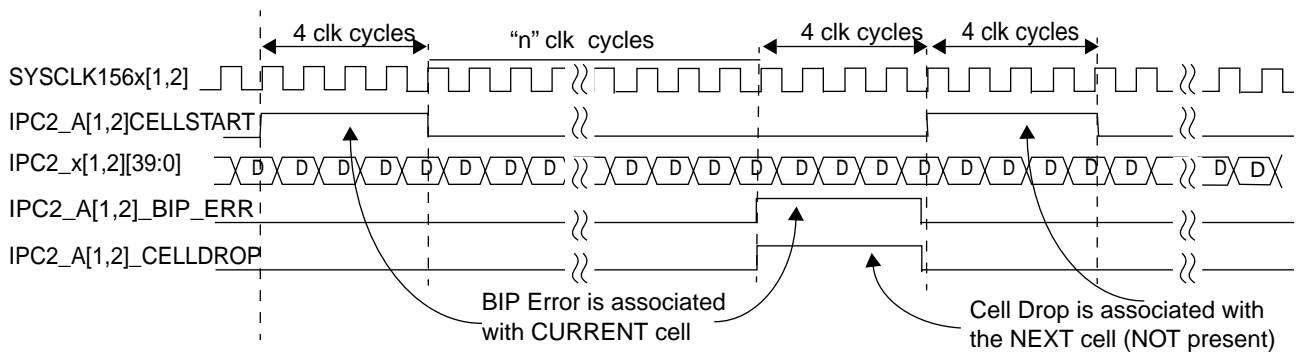 4 clk cycles “n” clk cycles 4 clk cycles 4 clk cycles
SYSCLK156x[1,2]
IPC2_A[1,2]CELLSTART
IPC2_x[1,2][39:0] D D D D D D D D D D D D D D D D D D D D D D
IPC2_A[1,2]_BIP_ERR
IPC2_A[1,2]_CELLDROP
BIP Error is associated
with CURRENT cell
Cell Drop is associated with
the NEXT cell (NOT present)